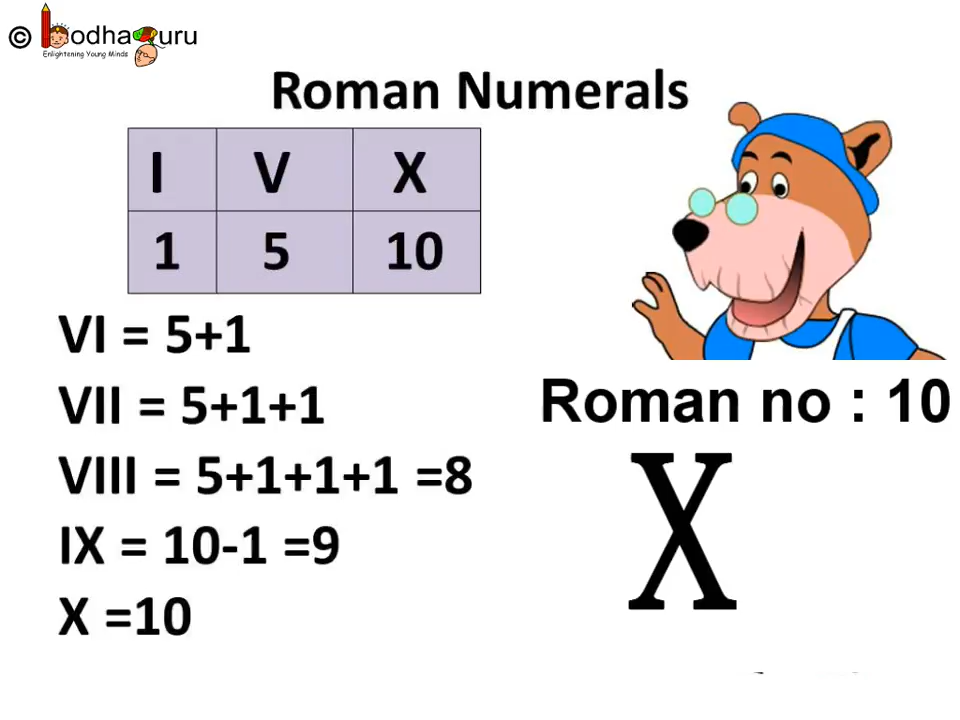 © BodhaGuru
Enlightening Young Minds
Roman Numerals
I V X
1 5 10
VI = 5+1
VII = 5+1+1
VIII = 5+1+1+1 =8
IX = 10-1 =9
X =10
Roman no : 10
X